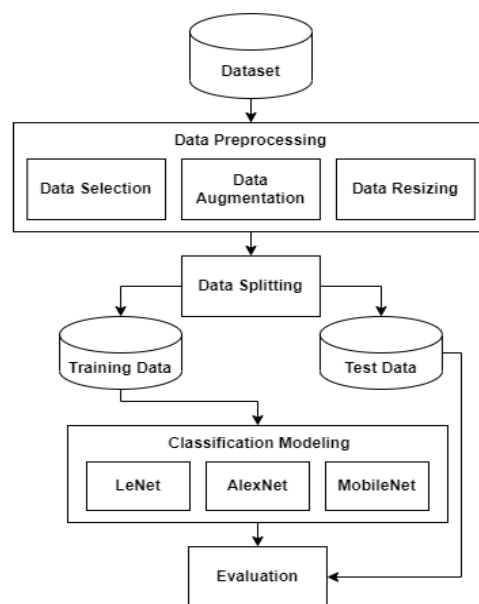 Dataset
Data Preprocessing
Data Selection
Data
Augmentation
Data Resizing
Data Splitting
Training Data
Test Data
Classification Modeling
LeNet
AlexNet
MobileNet
Evaluation